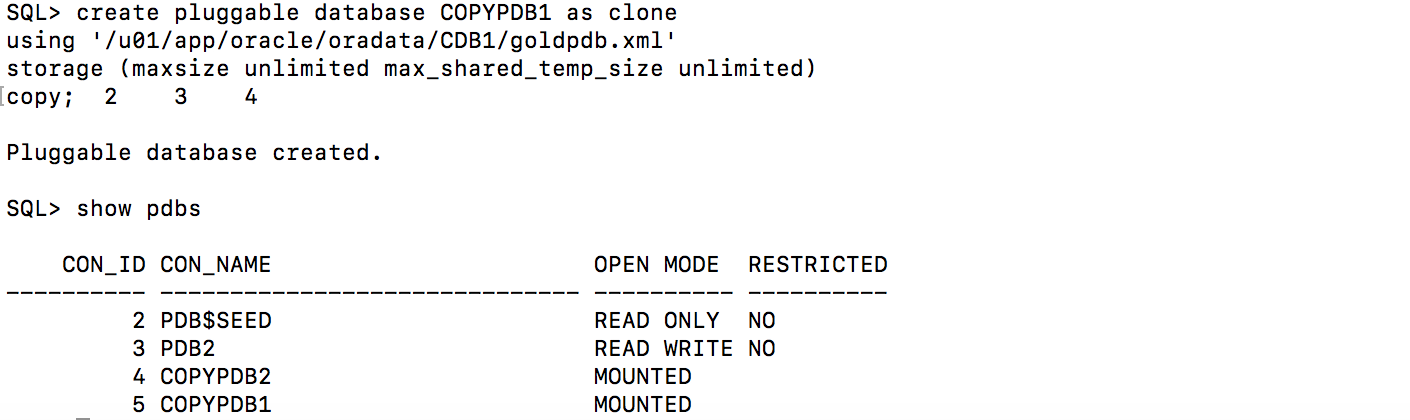 SQL> create pluggable database COPYPDB1 as clone
using '/u01/app/oracle/oradata/CDB1/goldpdb.xml'
storage (maxsize unlimited max_shared_temp_size unlimited)
copy;  2    3    4
Pluggable database created.
SQL> show pdbs
    CON_ID CON_NAME                       OPEN MODE  RESTRICTED
---------- ------------------------------ ---------- ----------
         2 PDB$SEED                       READ ONLY  NO
         3 PDB2                           READ WRITE NO
         4 COPYPDB2                       MOUNTED
         5 COPYPDB1                       MOUNTED